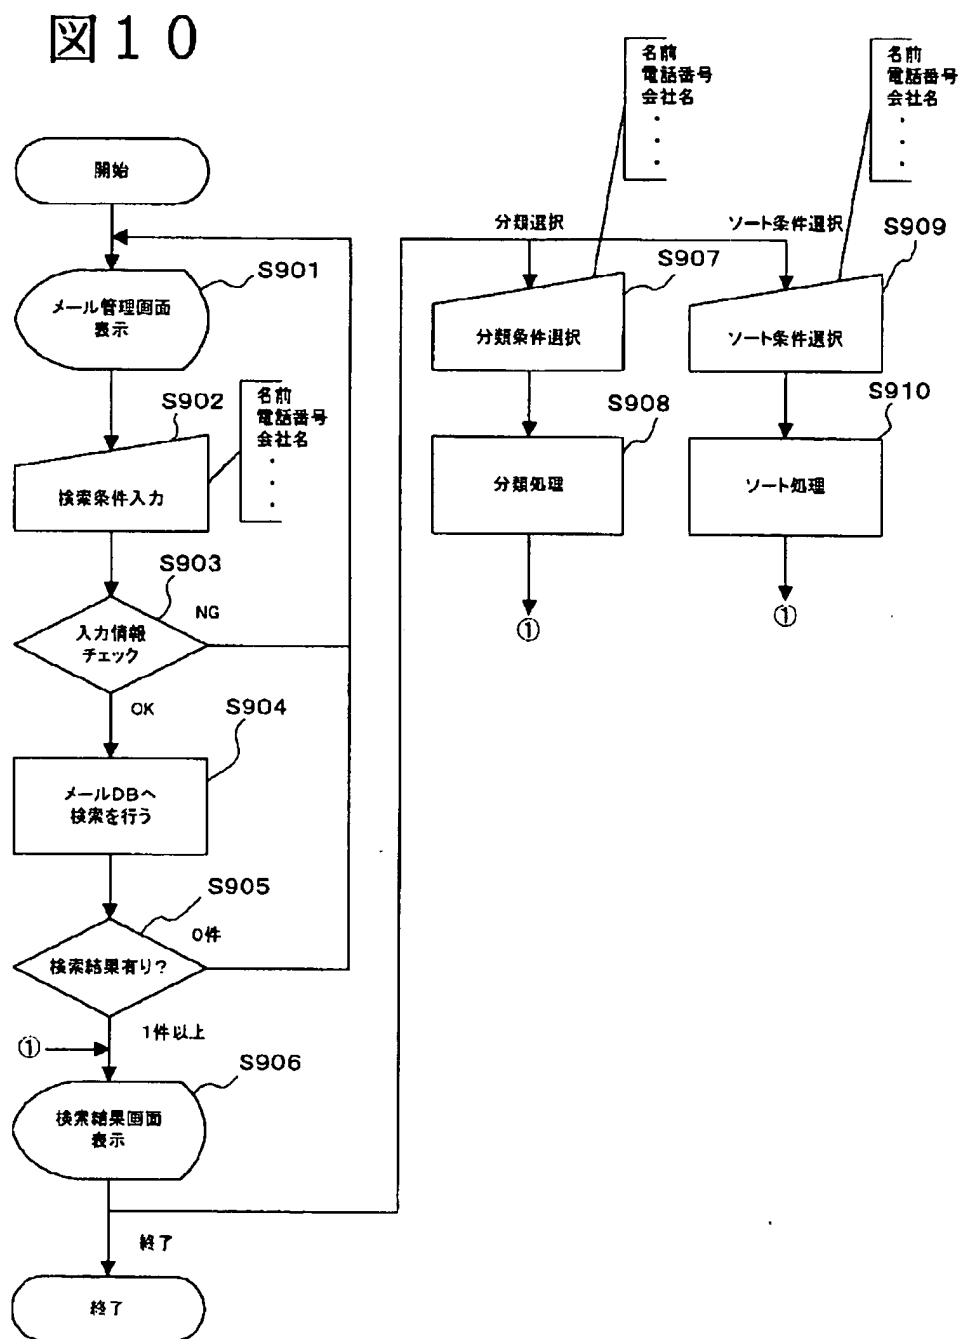 図10
開始
S901
メール管理画面
表示
S902
名前
電話番号
会社名
・
・
・
検索条件入力
S903
NG
入力情報
チェック
OK
S904
メールDBへ
検索を行う
S905
0件
検索結果有り?
1件以上
①
S906
検索結果画面
表示
終了
終了
名前
電話番号
会社名
・
・
・
分類選択
S907
分類条件選択
S908
分類処理
①
名前
電話番号
会社名
・
・
・
ソート条件選択
S909
ソート条件選択
S910
ソート処理
①